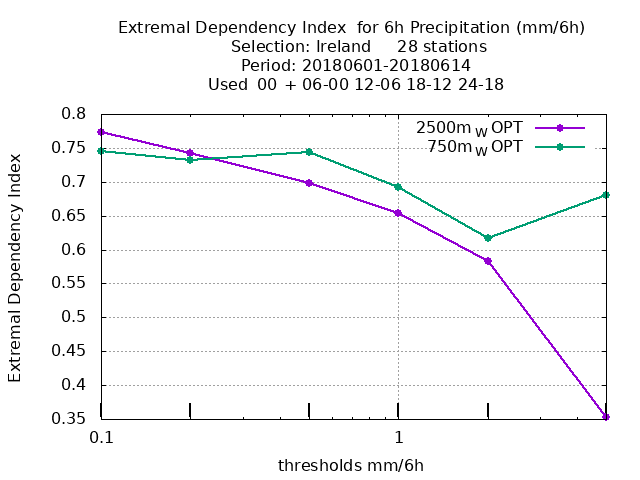 Extremal Dependency Index  for 6h Precipitation (mm/6h)
Selection: Ireland     28 stations
Period: 20180601-20180614
Used  00  + 06-00 12-06 18-12 24-18
2500m W OPT
750m W OPT
0.8
0.75
0.7
0.65
0.6
0.55
0.5
0.45
0.4
0.35
Extremal Dependency Index
0.1
1
thresholds mm/6h